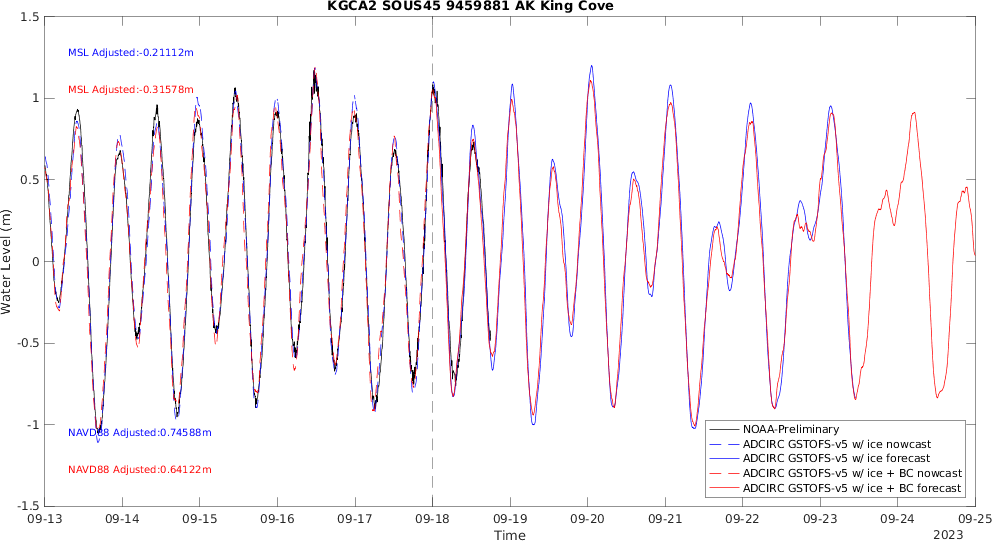 KGCA2 SOUS45 9459881 AK King Cove
1.5
1
0.5
0
-0.5
-1
-1.5
Water Level (m)
MSL Adjusted:-0.21112m
MSL Adjusted:-0.31578m
NAVD88 Adjusted:0.74588m
NAVD88 Adjusted:0.64122m
NOAA-Preliminary
ADCIRC GSTOFS-v5 w/ ice nowcast
ADCIRC GSTOFS-v5 w/ ice forecast
ADCIRC GSTOFS-v5 w/ ice + BC nowcast
ADCIRC GSTOFS-v5 w/ ice + BC forecast
09-13 09-14 09-15 09-16 09-17 09-18 09-19 09-20 09-21 09-22 09-23 09-24 09-25
Time
2023